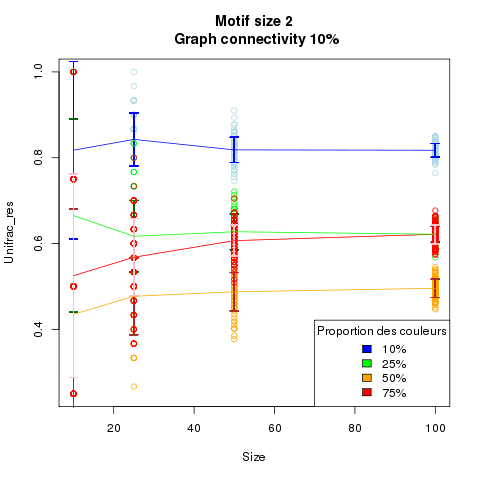 Motif size 2
Graph connectivity 10%
1.0
0.8
0.6
0.4
Unifrac_res
20
40
60
80
100
Size
Proportion des couleurs
10%
25%
50%
75%